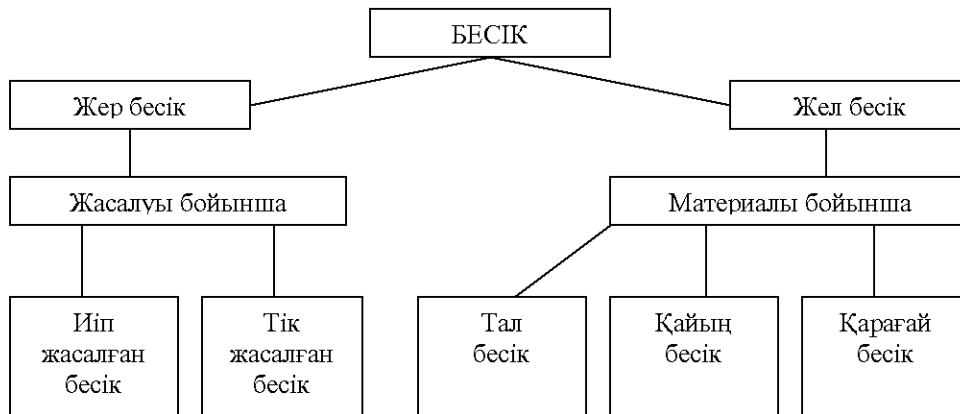 БЕСІК
Жер бесік
Жел бесік
Жасалуы бойынша
Материалы бойынша
Иіп
жасалған
бесік
Тік
жасалған
бесік
Тал
бесік
Қайың
бесік
Қарағай
бесік